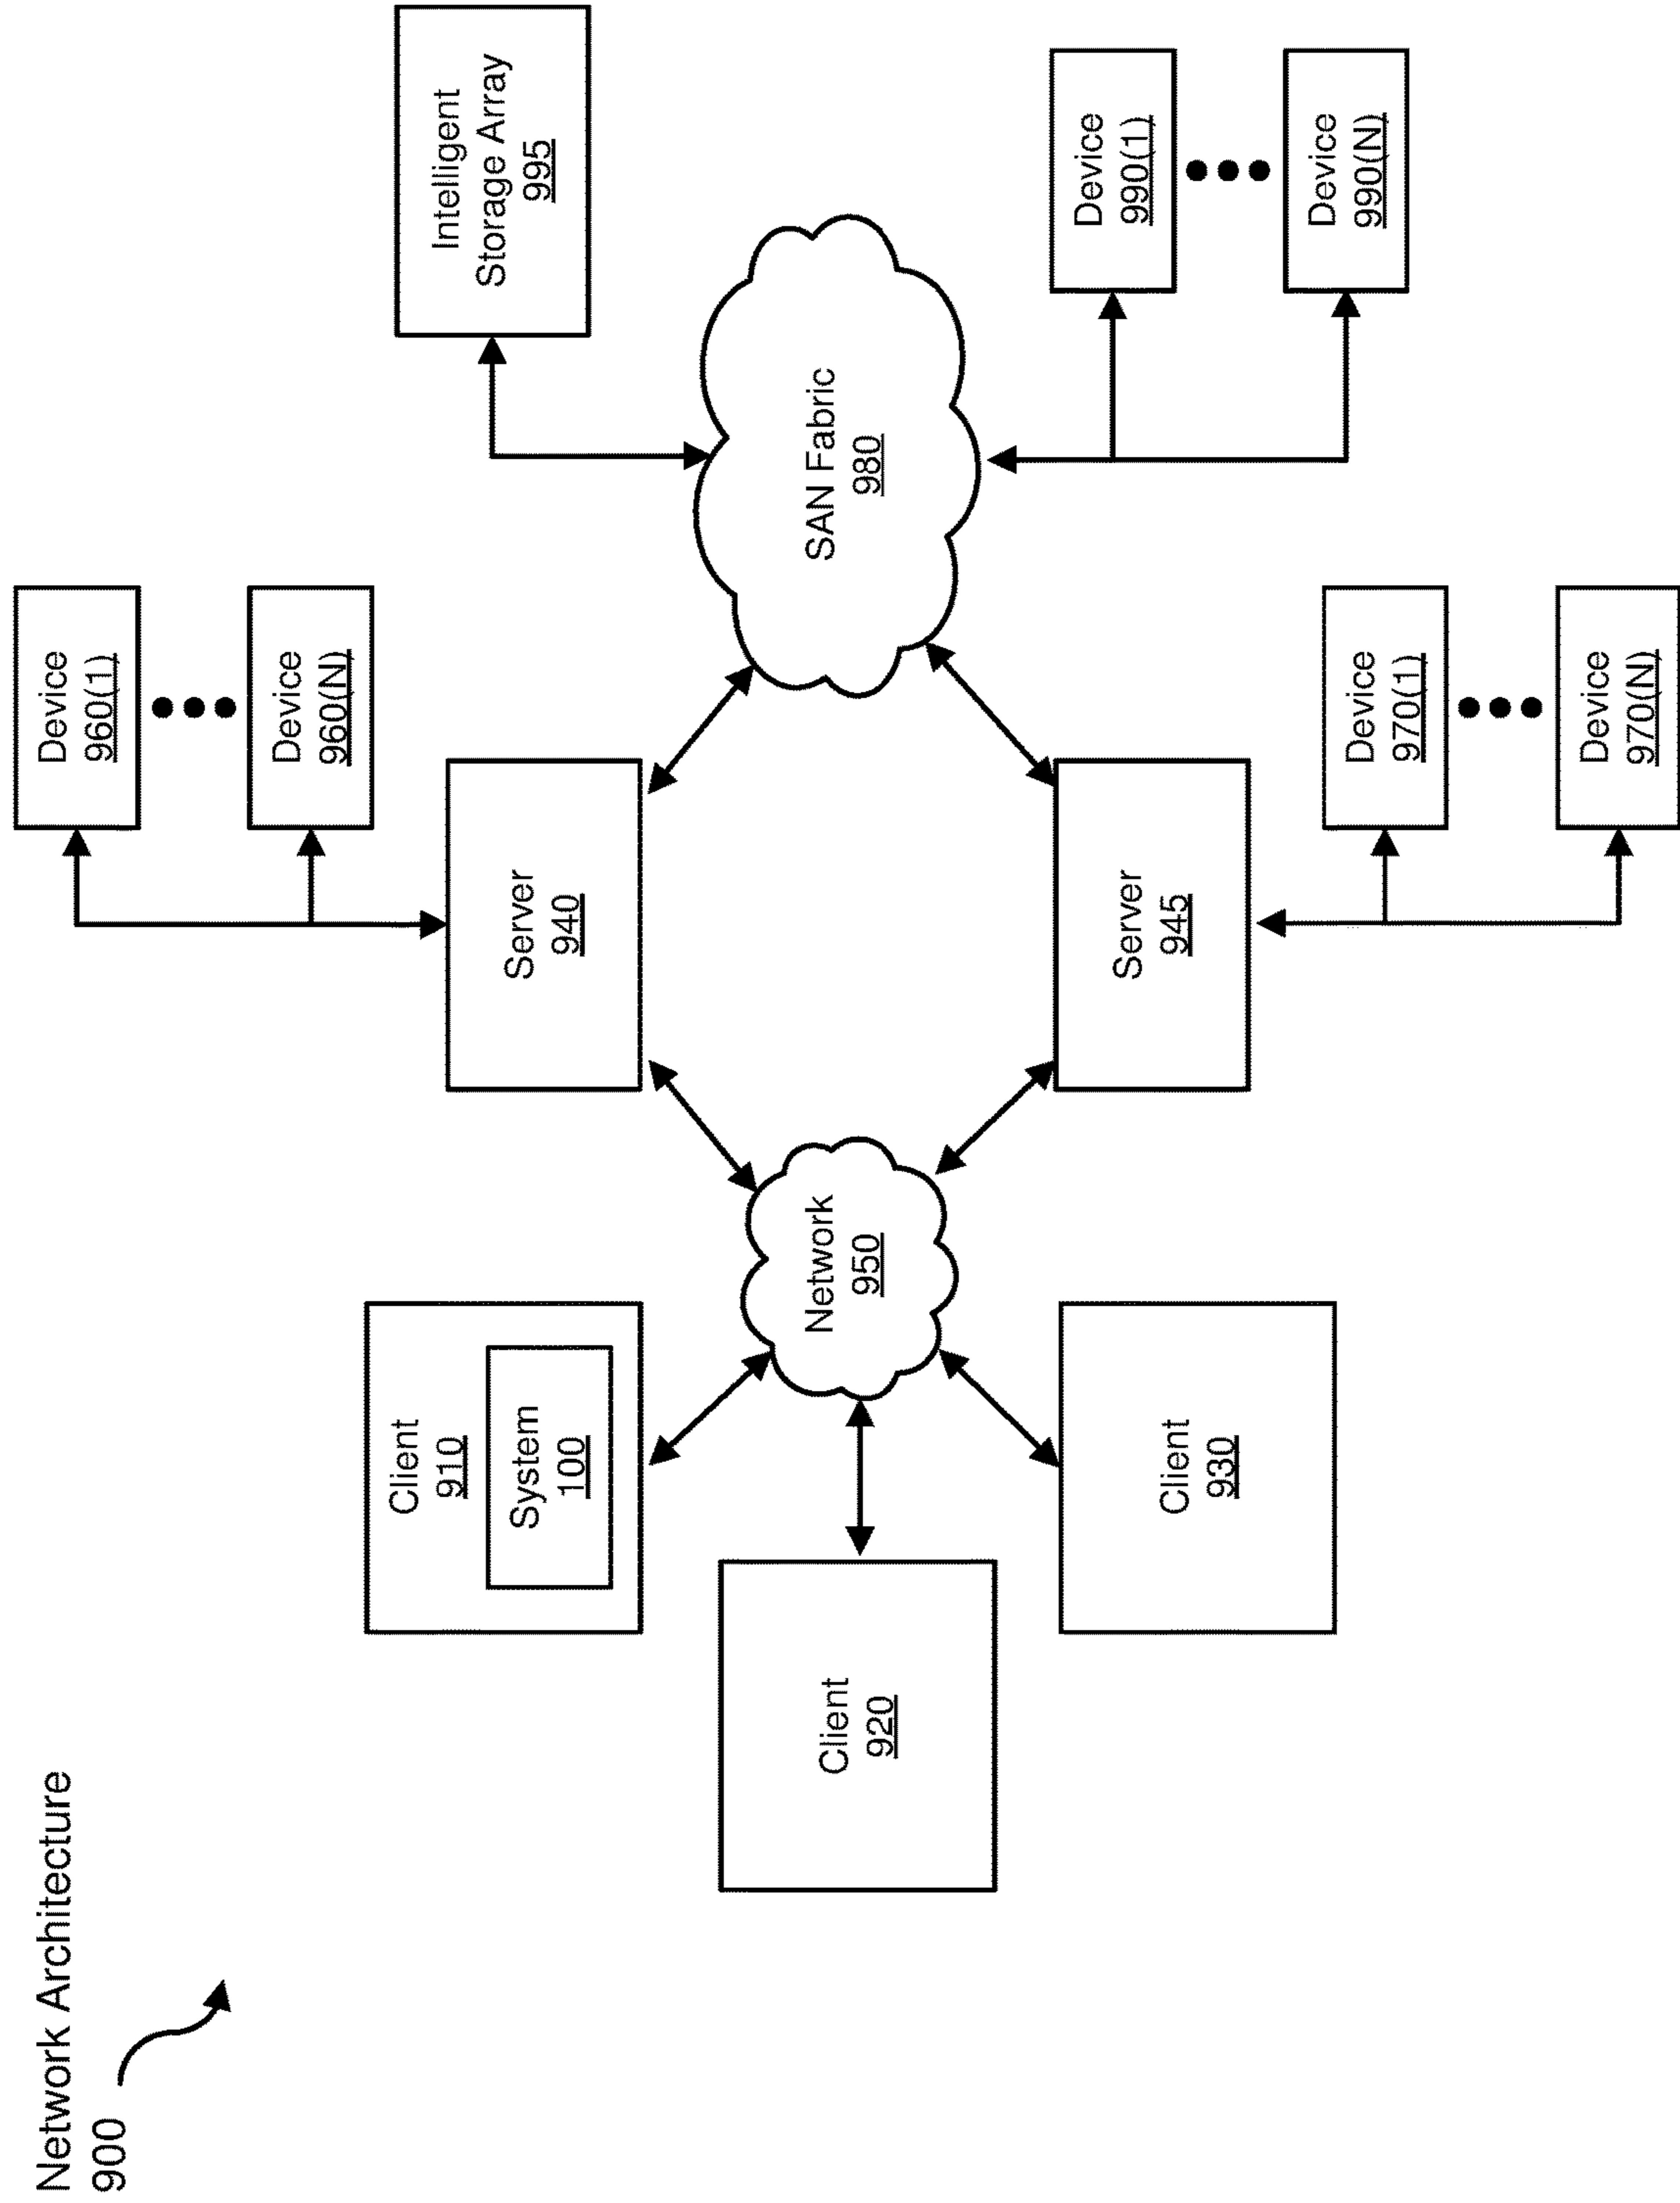 Network Architecture
900
Client
910
System
100
Client
920
Client
930
Network
950
Server
940
Server
945
Device
960(1)
Device
960(N)
Device
970(1)
Device
970(N)
SAN Fabric
980
Intelligent
Storage Array
995
Device
990(1)
Device
990(N)